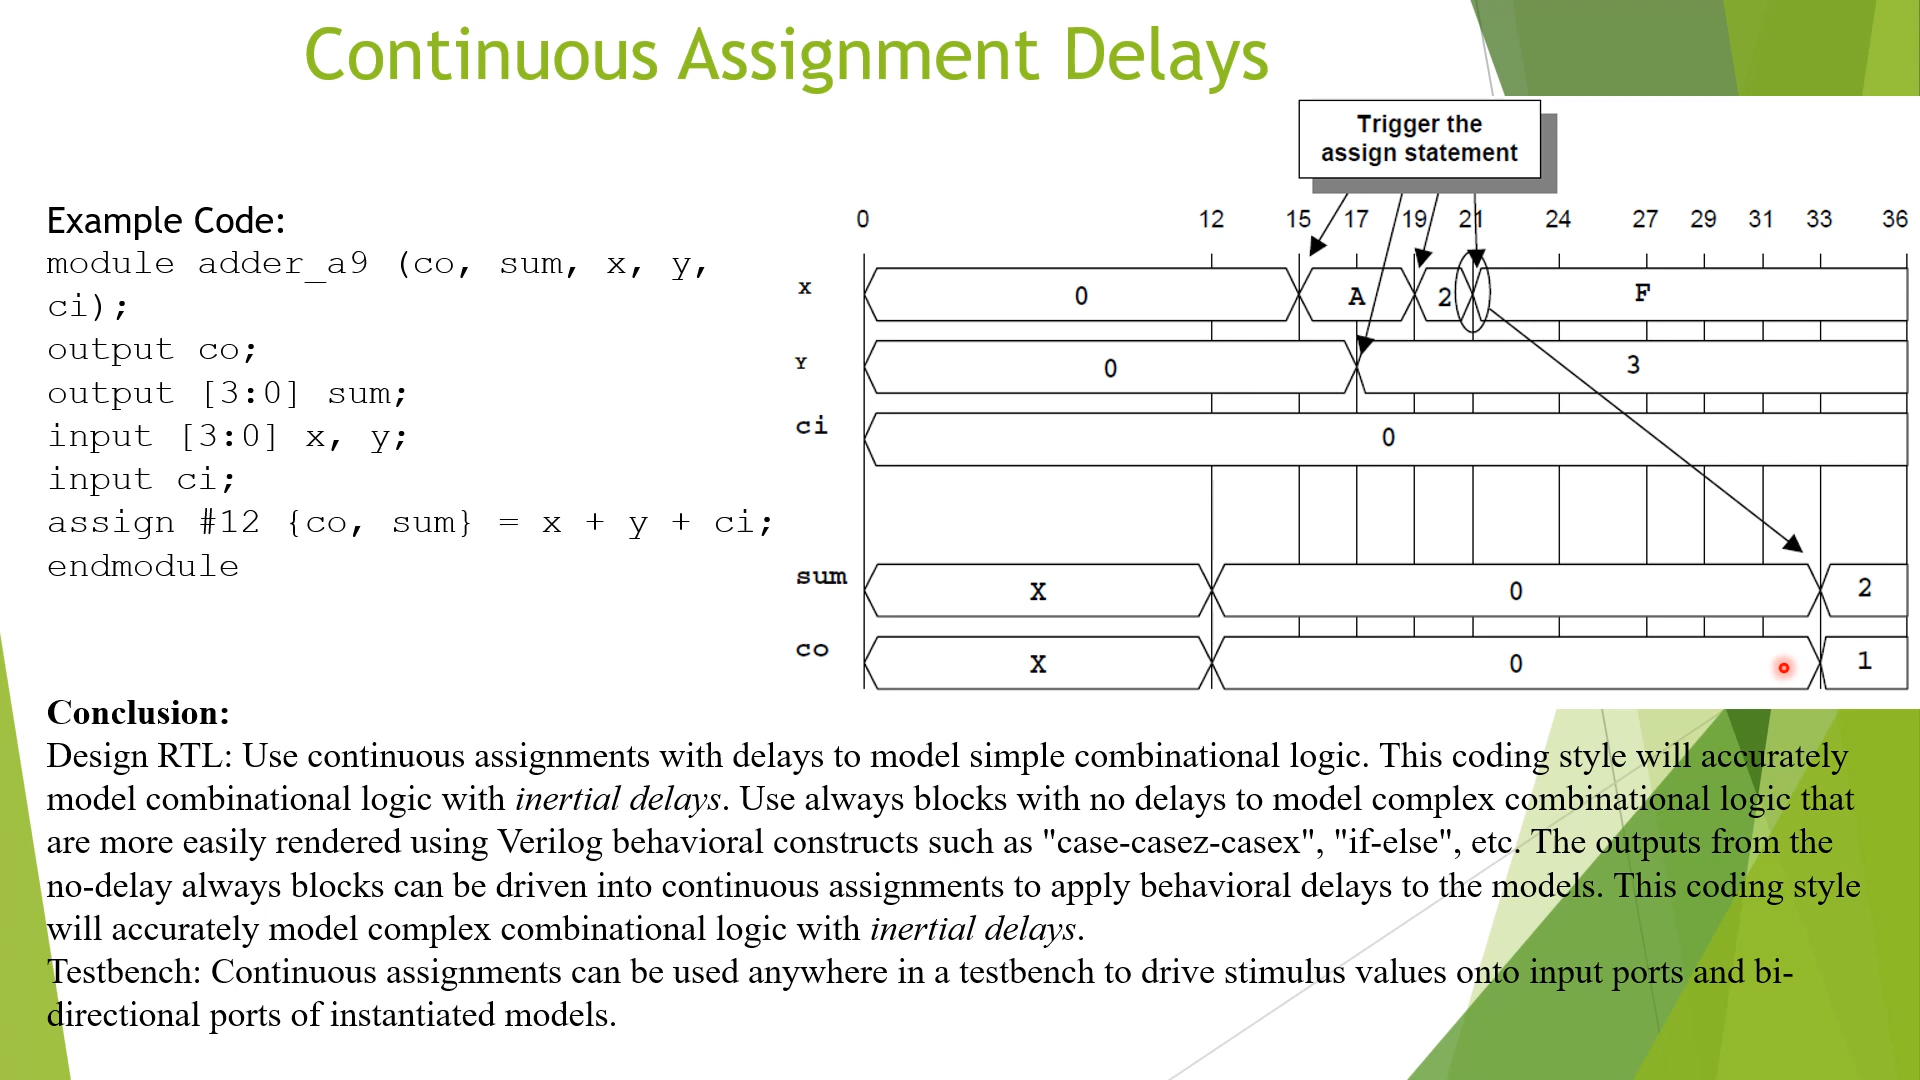 Continuous Assignment Delays
Trigger the
assign statement
Example Code:
module adder_a9 (co, sum, x, y,
ci);
output co;
output [3:0] sum;
input [3:0] x, y;
input ci;
assign #12 {co, sum} = x + y + ci;
endmodule
0 12 15 17 19 21 24 27 29 31 33 36
x 0 A 2 F
Y 0 3
ci 0
sum X 0 2
co X 0 1
Conclusion:
Design RTL: Use continuous assignments with delays to model simple combinational logic. This coding style will accurately
model combinational logic with inertial delays. Use always blocks with no delays to model complex combinational logic that
are more easily rendered using Verilog behavioral constructs such as "case-casez-casex", "if-else", etc. The outputs from the
no-delay always blocks can be driven into continuous assignments to apply behavioral delays to the models. This coding style
will accurately model complex combinational logic with inertial delays.
Testbench: Continuous assignments can be used anywhere in a testbench to drive stimulus values onto input ports and bi-
directional ports of instantiated models.